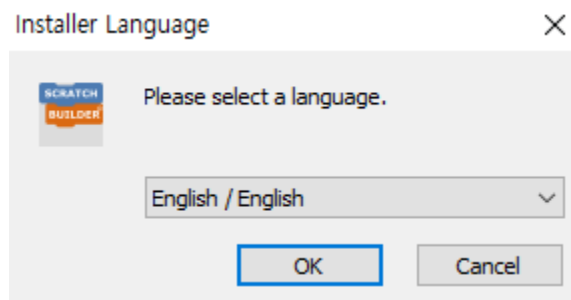 Installer Language
SCRATCH
BUILDER
Please select a language.
English / English
OK
Cancel